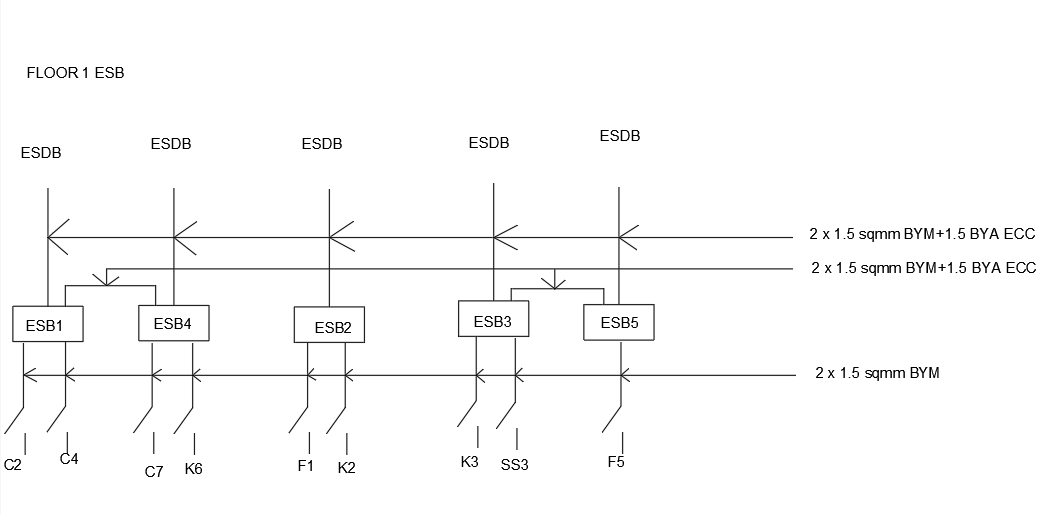 FLOOR 1 ESB
ESDB
ESDB
ESDB
ESDB
ESDB
2 x 1.5 sqmm BYM+1.5 BYA ECC
2 x 1.5 sqmm BYM+1.5 BYA ECC
ESB1
ESB4
ESB2
ESB3
ESB5
2 x 1.5 sqmm BYM
C2
C4
C7
K6
F1
K2
K3
SS3
F5